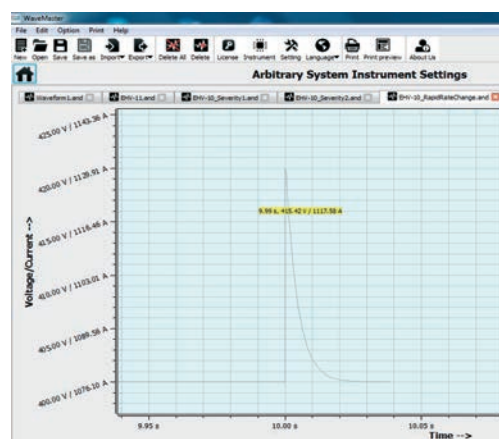 WaveMaster
File Edit Option Print Help
New Open Save Save as Import Export Delete All Delete License Instrument Setting Language Print Print preview About Us
Arbitrary System Instrument Settings
Waveform1.and EHV-11.and EHV-10_Severity1.and EHV-10_Severity2.and EHV-10_RapidRateChange.and
425.00 V / 1143.36 A
420.00 V / 1129.91 A
9.99 s, 415.42 V / 1117.58 A
415.00 V / 1116.46 A
410.00 V / 1103.01 A
405.00 V / 1089.56 A
400.00 V / 1076.10 A
Voltage/Current -->
9.95 s 10.00 s 10.05 s
Time -->